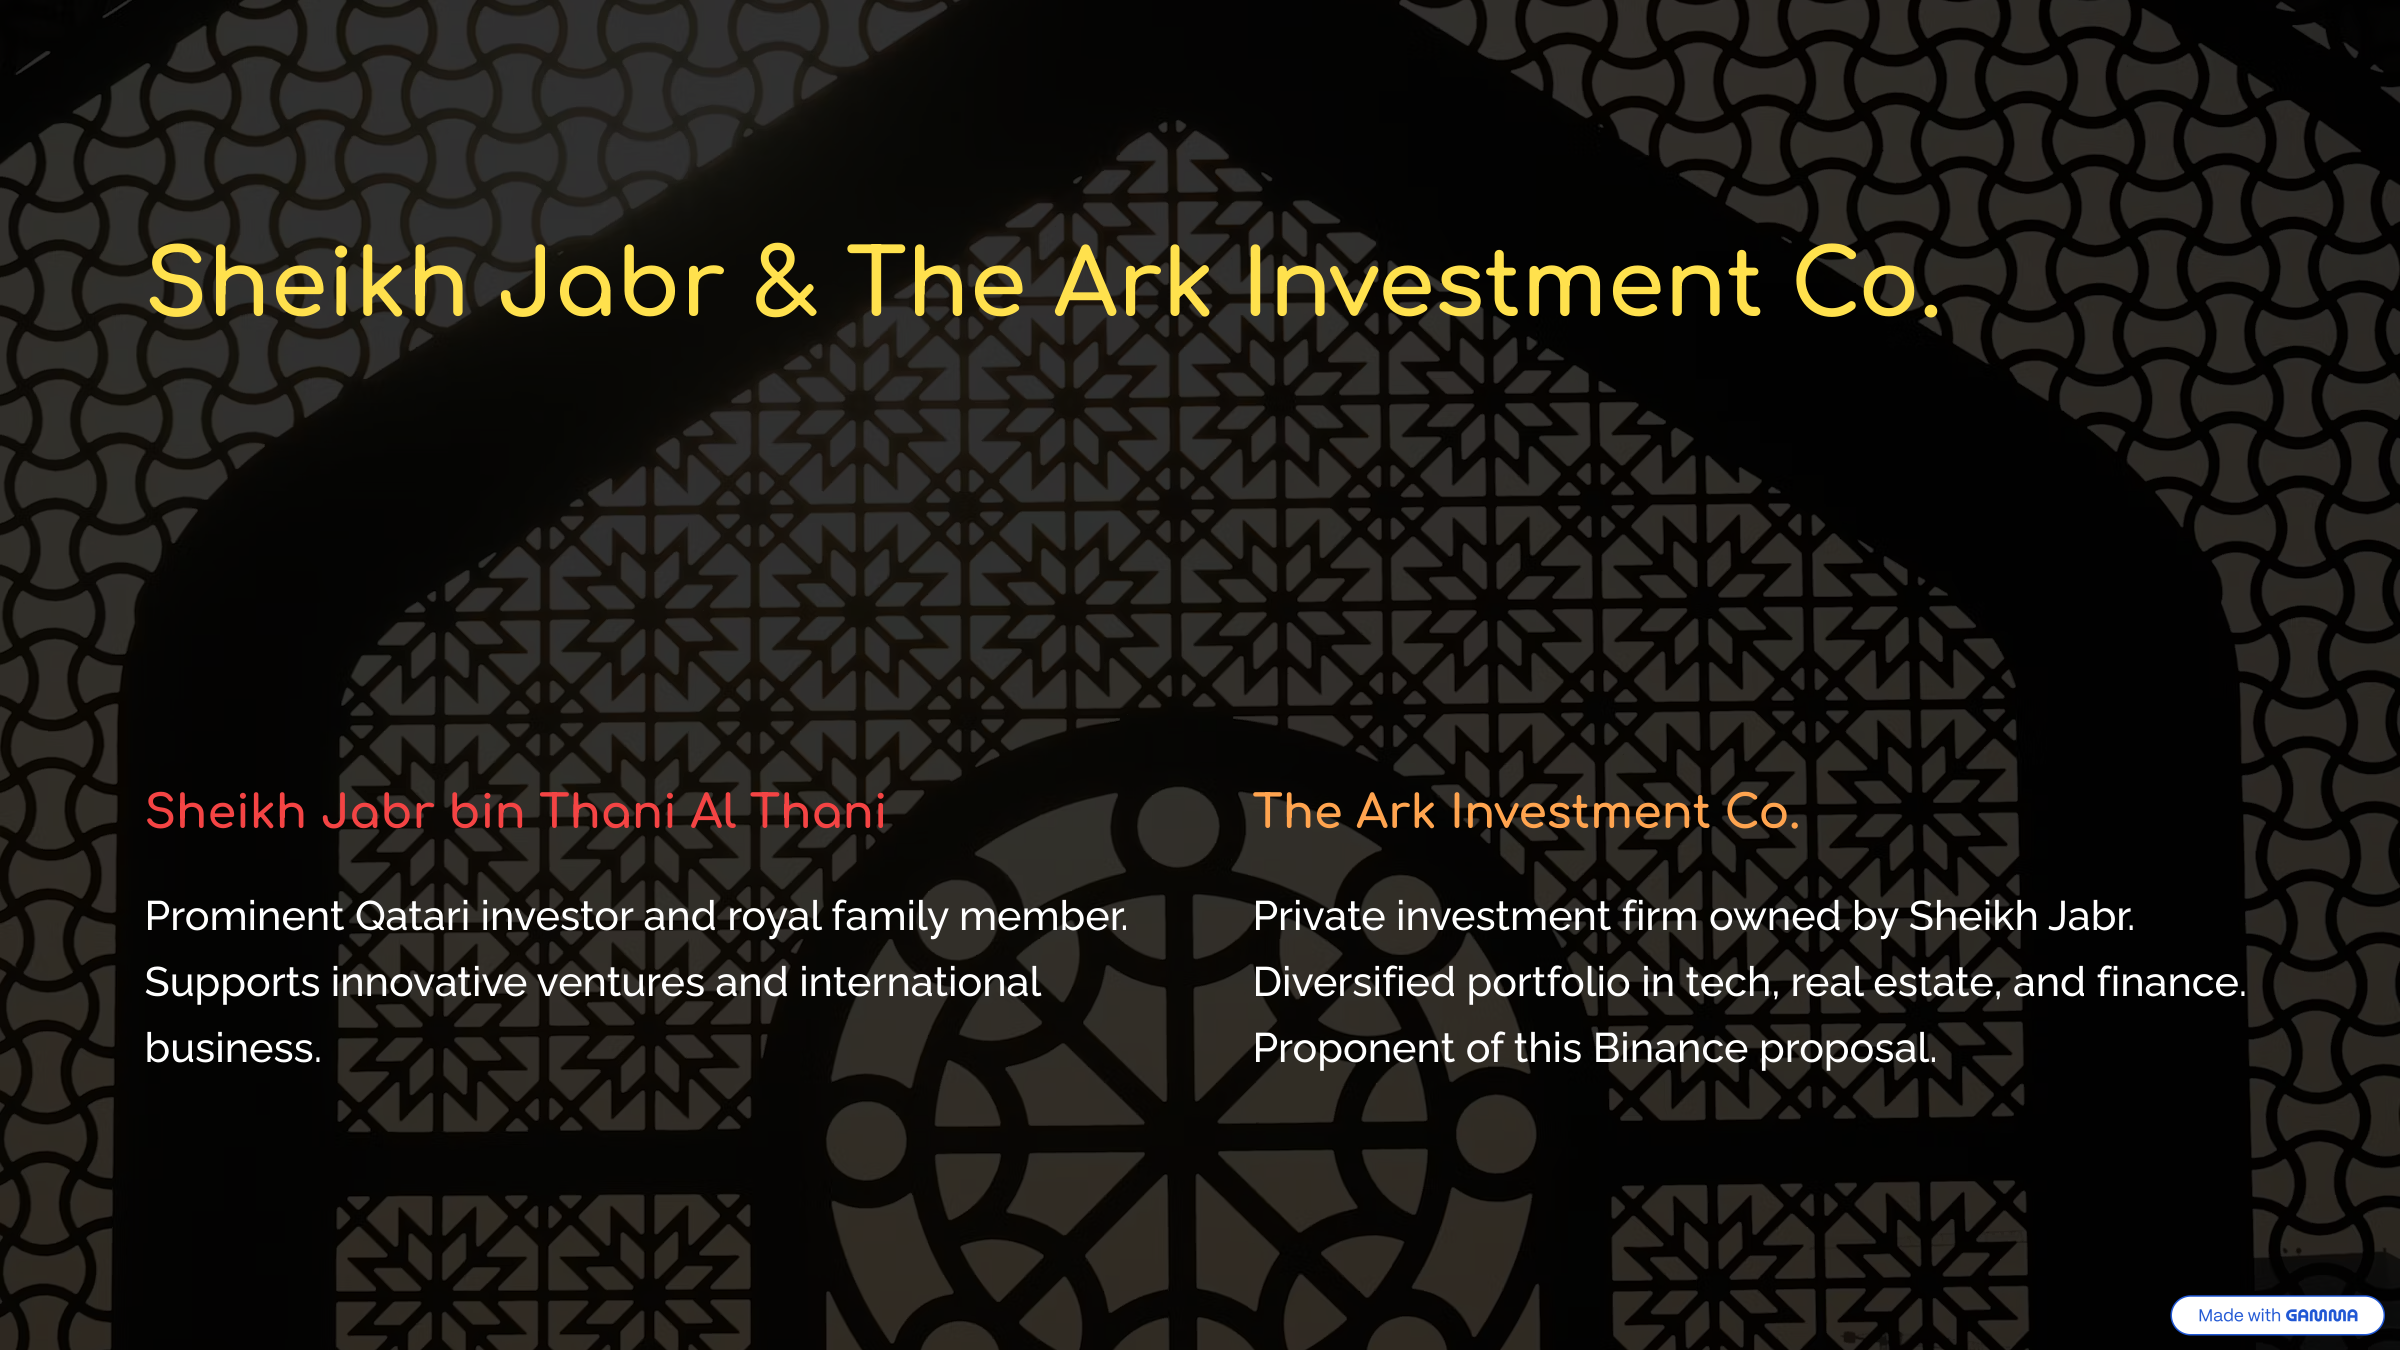 Sheikh Jabr & The Ark Investment Co.
Sheikh Jabr bin Thani Al Thani
Prominent Qatari investor and royal family member.
Supports innovative ventures and international
business.
The Ark Investment Co.
Private investment firm owned by Sheikh Jabr.
Diversified portfolio in tech, real estate, and finance.
Proponent of this Binance proposal.
Made with GAMMA